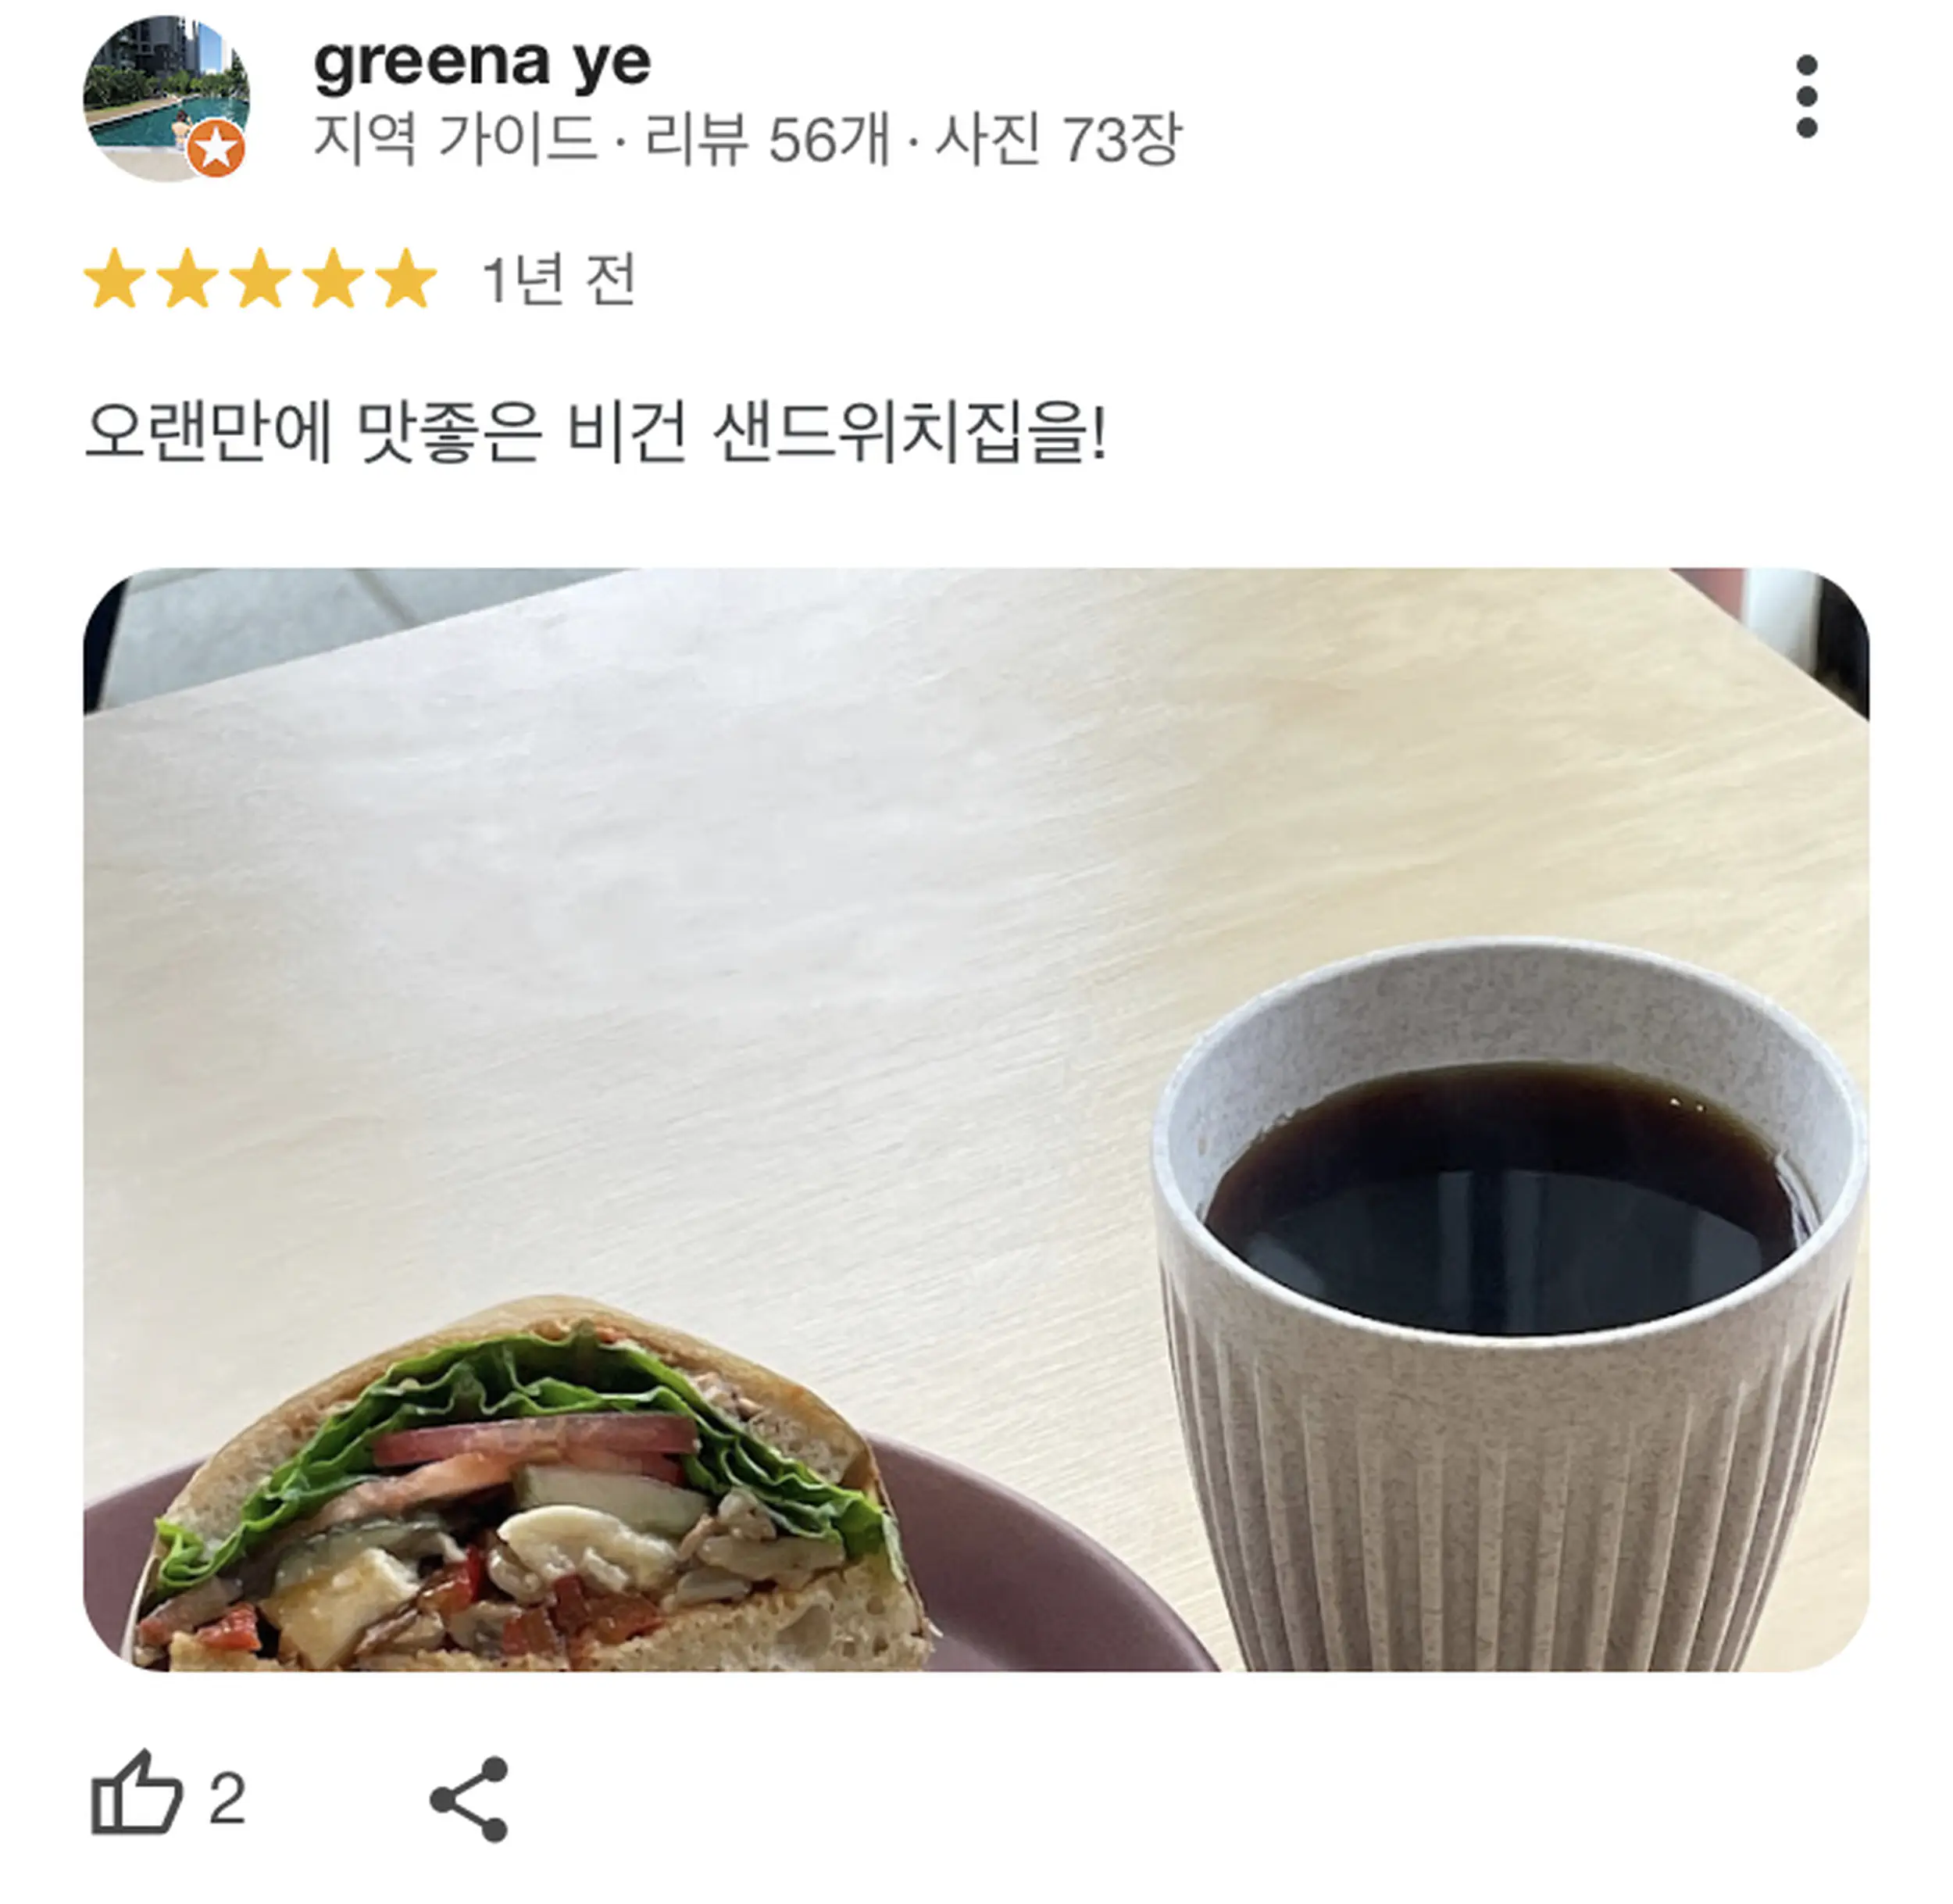 greena ye
지역 가이드 · 리뷰 56개 · 사진 73장
1년 전
오랜만에 맛좋은 비건 샌드위치집을!
2